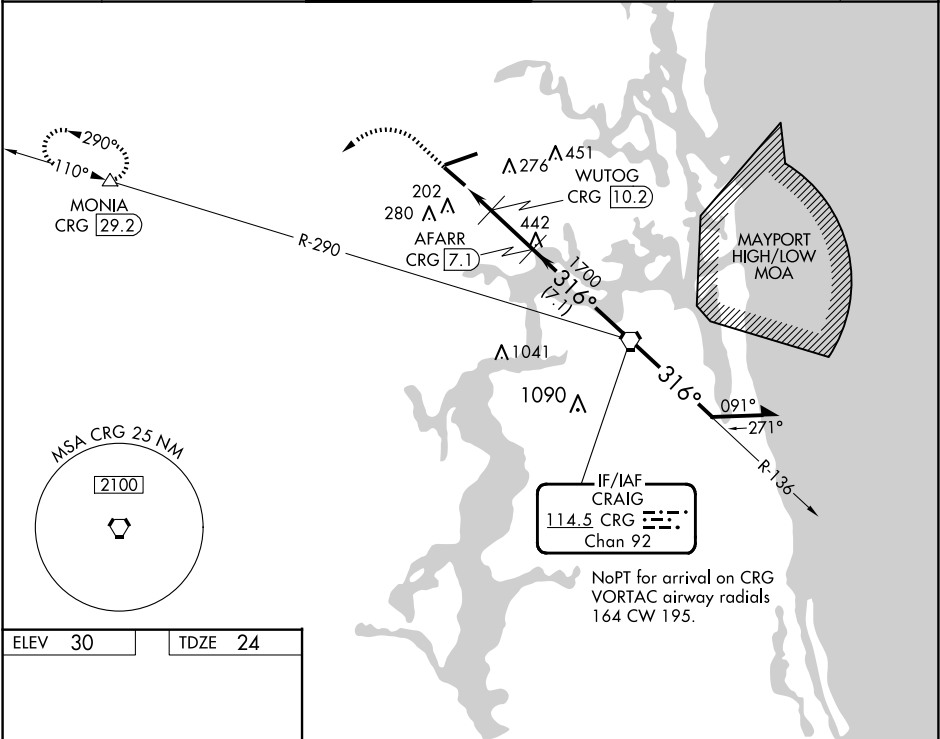 290°
110°
MONIA
CRG 29.2
R-290
276
451
WUTOG
CRG 10.2
202
280
442
AFARR
CRG 7.1
1700
316°
(7.1)
MAYPORT
HIGH/LOW
MOA
1041
1090
316°
091°
271°
R-136
MSA CRG 25 NM
2100
IF/IAF
CRAIG
114.5 CRG
Chan 92
NoPT for arrival on CRG
VORTAC airway radials
164 CW 195.
ELEV 30
TDZE 24